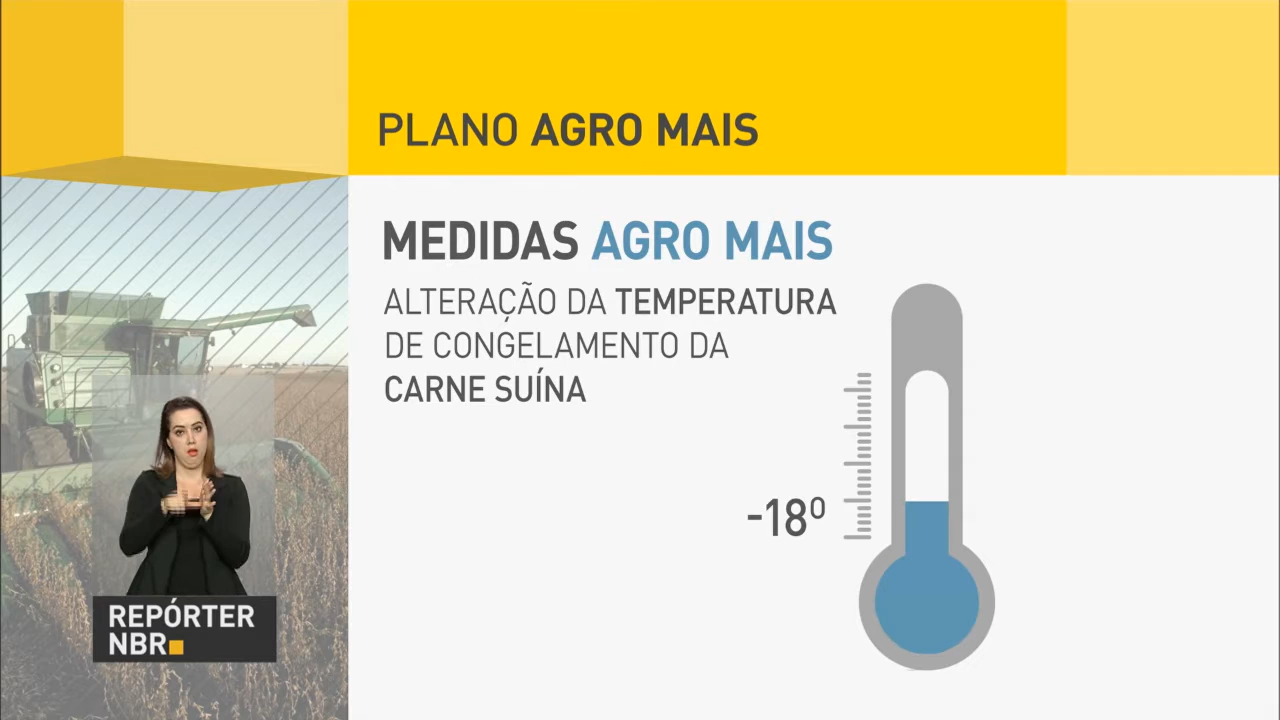 PLANO AGRO MAIS
MEDIDAS AGRO MAIS
ALTERAÇÃO DA TEMPERATURA
DE CONGELAMENTO DA
CARNE SUÍNA
-18º
REPÓRTER
NBR